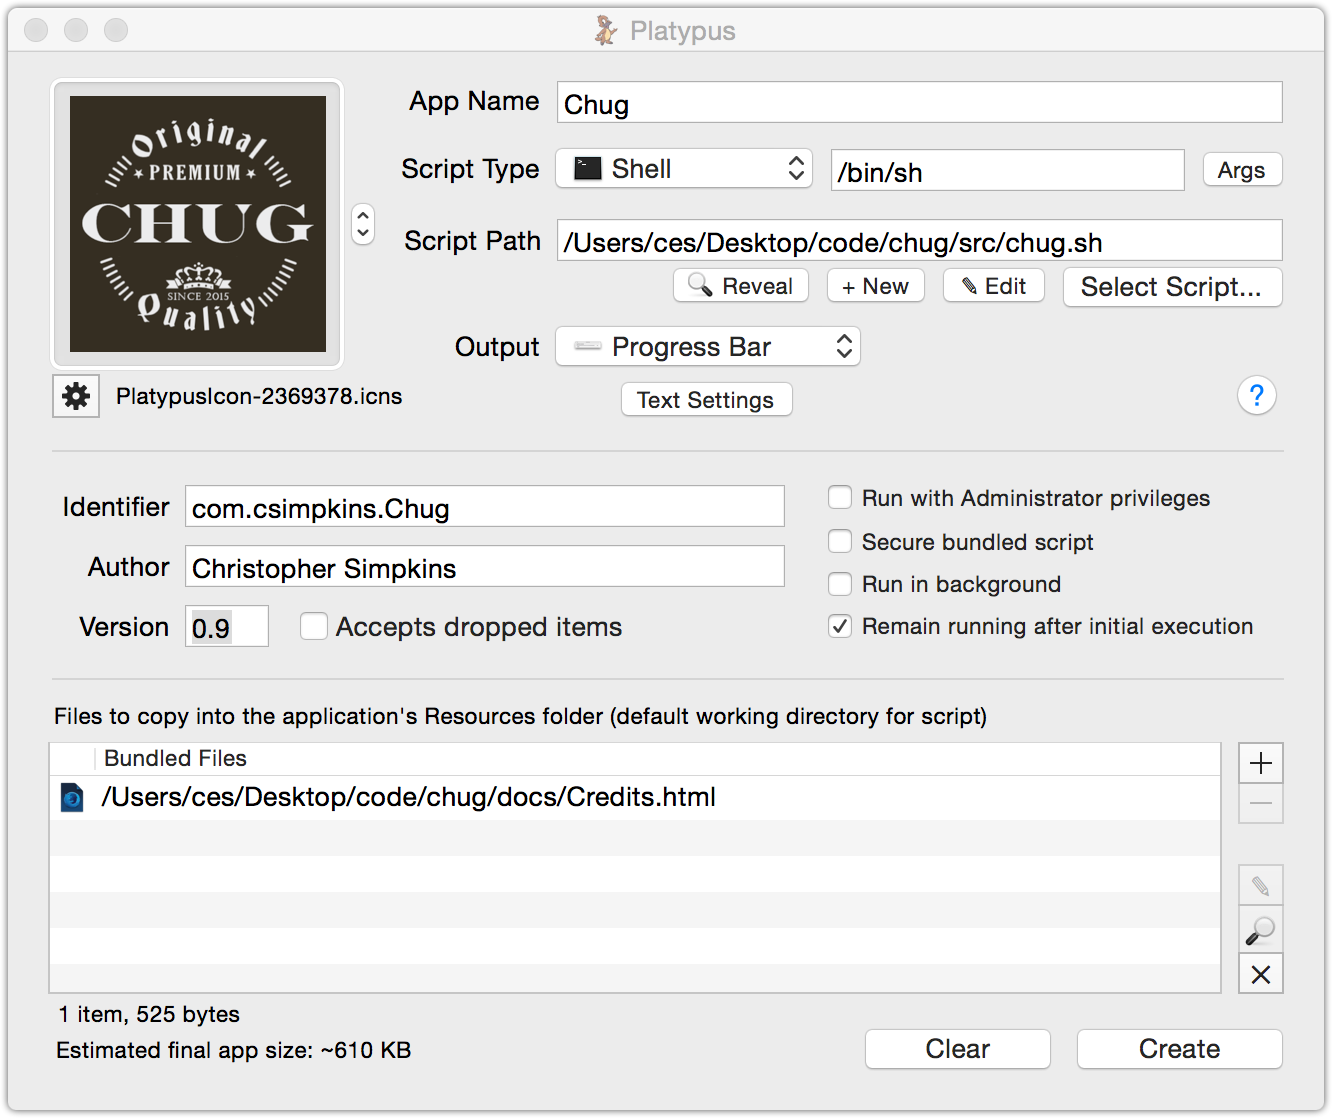 Platypus
Original
PREMIUM
CHUG
SINCE 2015
Quality
App Name Chug
Script Type Shell /bin/sh Args
Script Path /Users/ces/Desktop/code/chug/src/chug.sh
Reveal + New Edit Select Script...
Output Progress Bar
PlatypusIcon-2369378.icns Text Settings ?
Identifier com.csimpkins.Chug
Author Christopher Simpkins
Version 0.9 Accepts dropped items
Run with Administrator privileges
Secure bundled script
Run in background
Remain running after initial execution
Files to copy into the application's Resources folder (default working directory for script)
Bundled Files
/Users/ces/Desktop/code/chug/docs/Credits.html
1 item, 525 bytes
Estimated final app size: ~610 KB
Clear Create